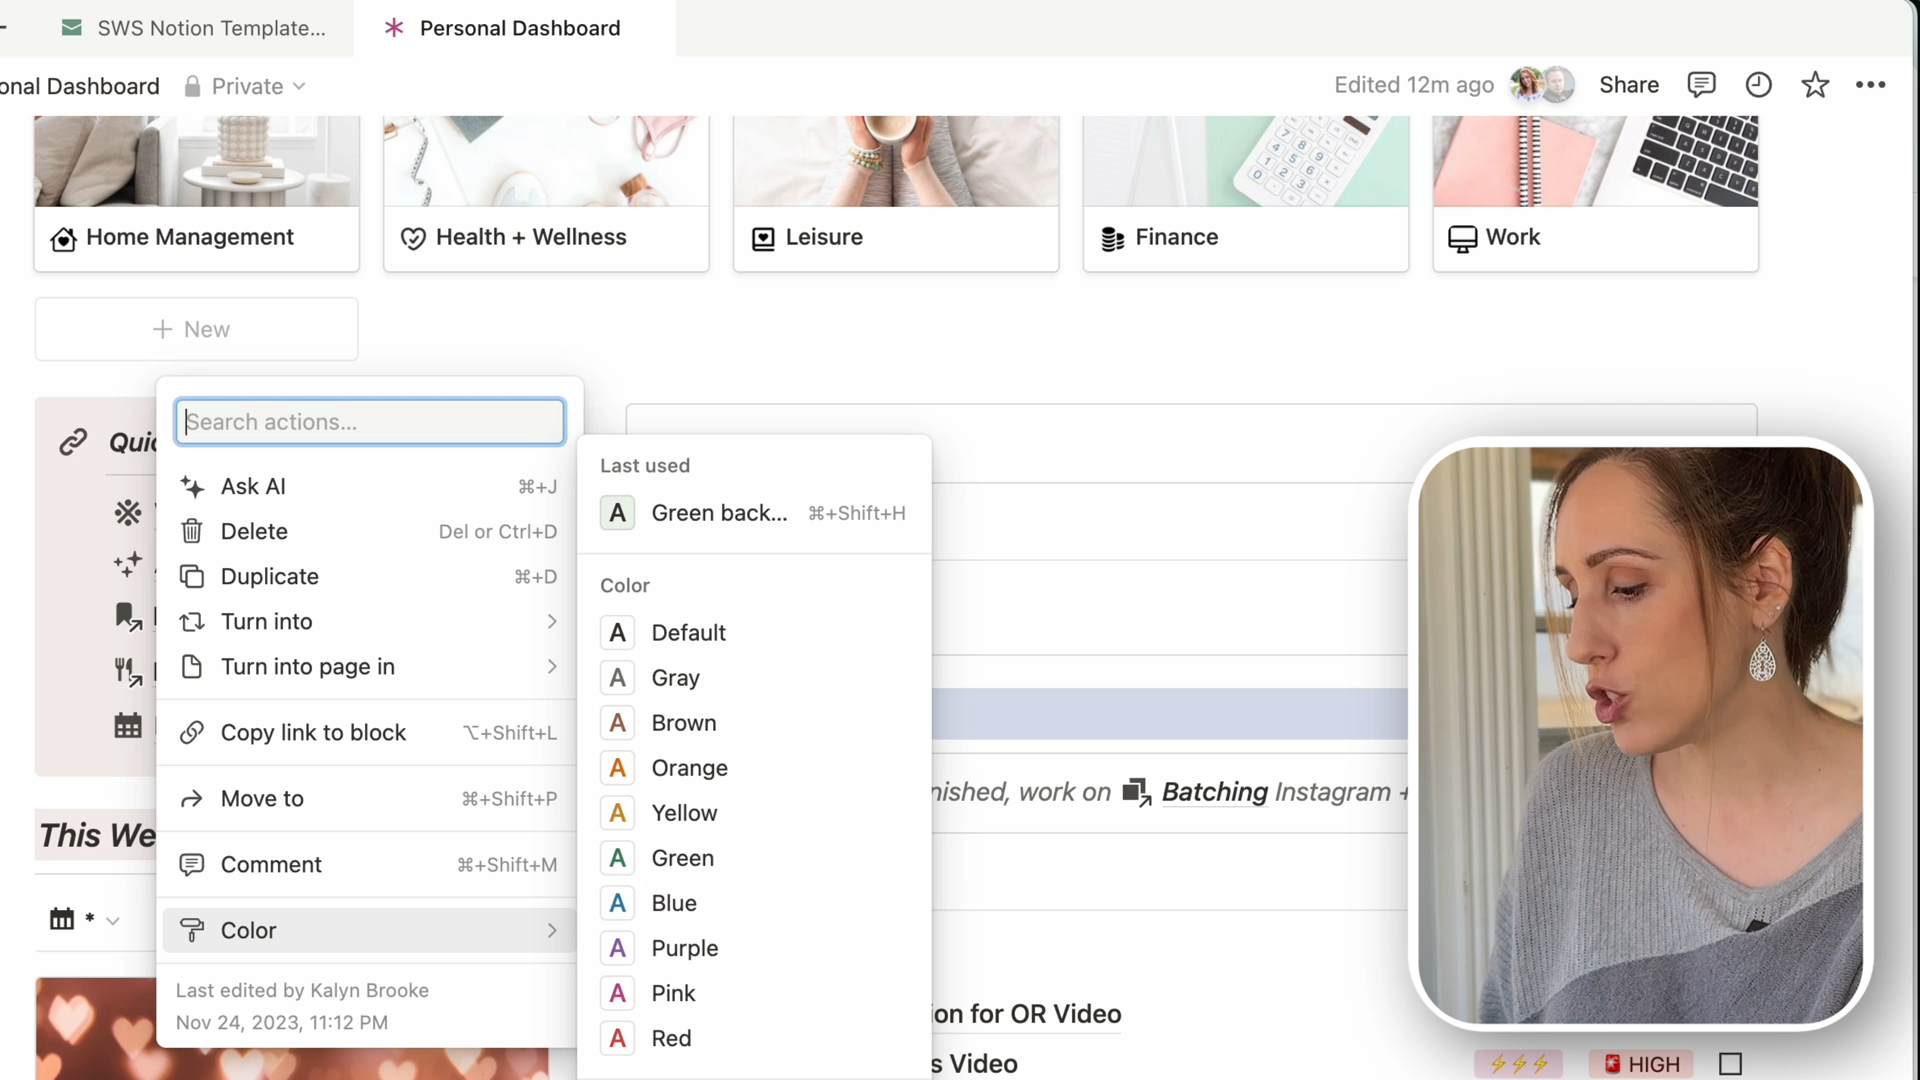 SWS Notion Template...
Personal Dashboard
onal Dashboard
Private
Edited 12m ago
Share
Home Management
Health + Wellness
Leisure
Finance
Work
+ New
Quic
Search actions...
Ask AI ⌘+J
Delete Del or Ctrl+D
Duplicate ⌘+D
Turn into
Turn into page in
Copy link to block ⌥+Shift+L
Move to ⌘+Shift+P
Comment ⌘+Shift+M
Color
Last edited by Kalyn Brooke
Nov 24, 2023, 11:12 PM
Last used
A Green back... ⌘+Shift+H
Color
A Default
A Gray
A Brown
A Orange
A Yellow
A Green
A Blue
A Purple
A Pink
A Red
This We
*
nished, work on Batching Instagram +
ion for OR Video
s Video
HIGH